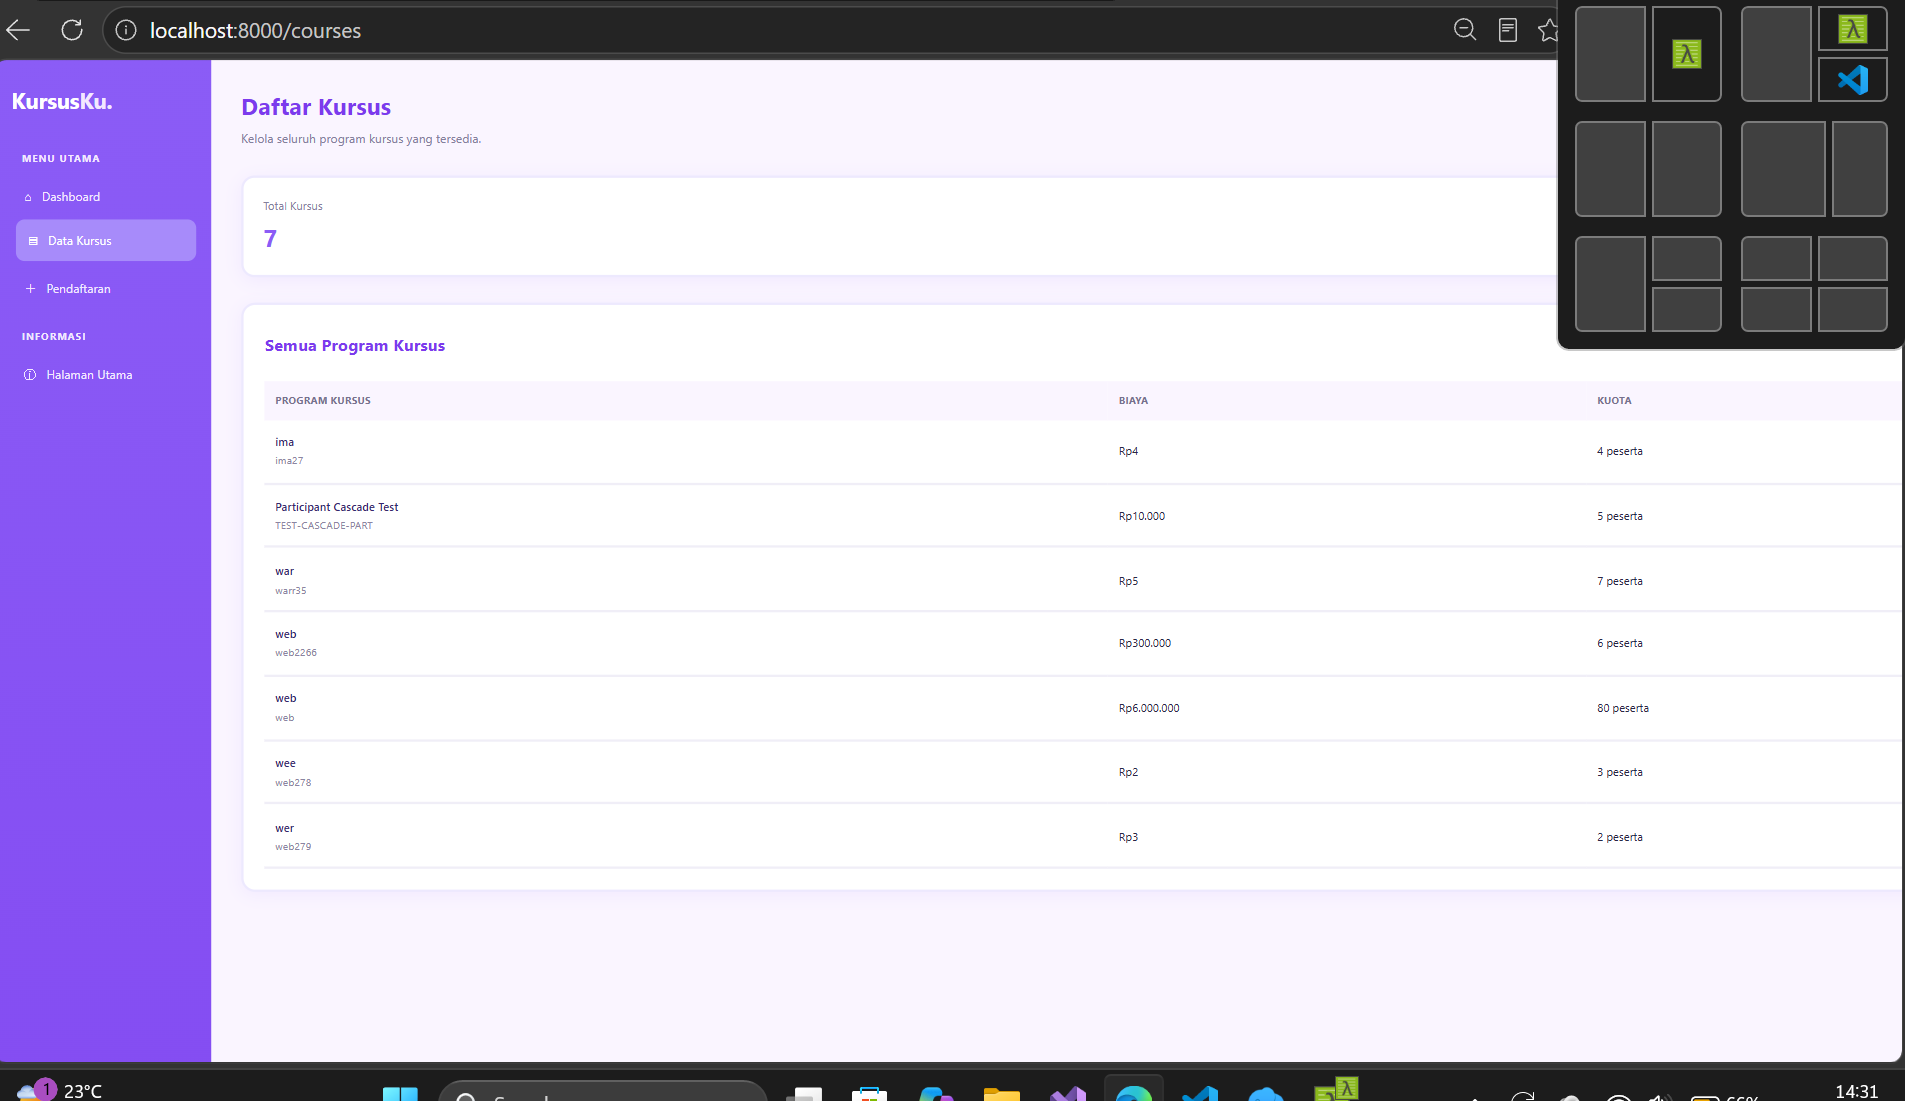 localhost:8000/courses
KursusKu.
MENU UTAMA
Dashboard
Data Kursus
Pendaftaran
INFORMASI
Halaman Utama
Daftar Kursus
Kelola seluruh program kursus yang tersedia.
Total Kursus
7
Semua Program Kursus
PROGRAM KURSUS BIAYA KUOTA
ima
ima27
Rp4
4 peserta
Participant Cascade Test
TEST-CASCADE-PART
Rp10.000
5 peserta
war
warr35
Rp5
7 peserta
web
web2266
Rp300.000
6 peserta
web
web
Rp6.000.000
80 peserta
wee
web278
Rp2
3 peserta
wer
web279
Rp3
2 peserta
1
23°C
14:31